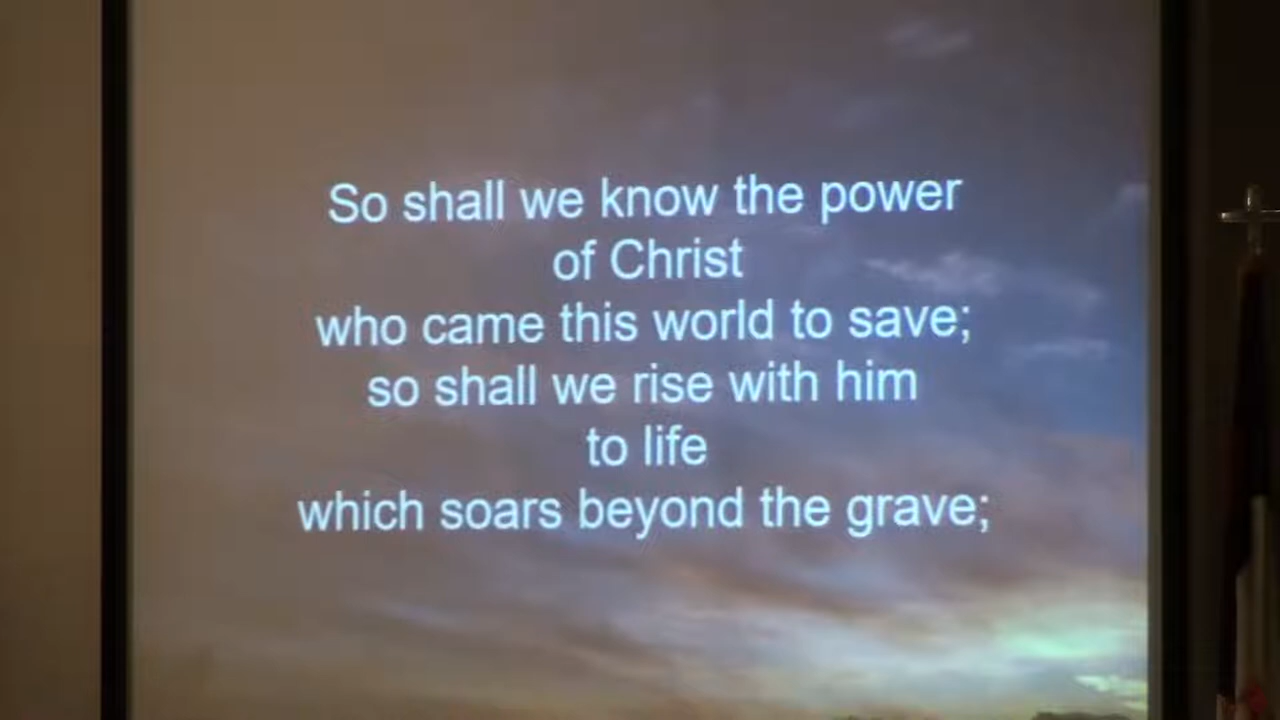 So shall we know the power
of Christ
who came this world to save;
so shall we rise with him
to life
which soars beyond the grave;